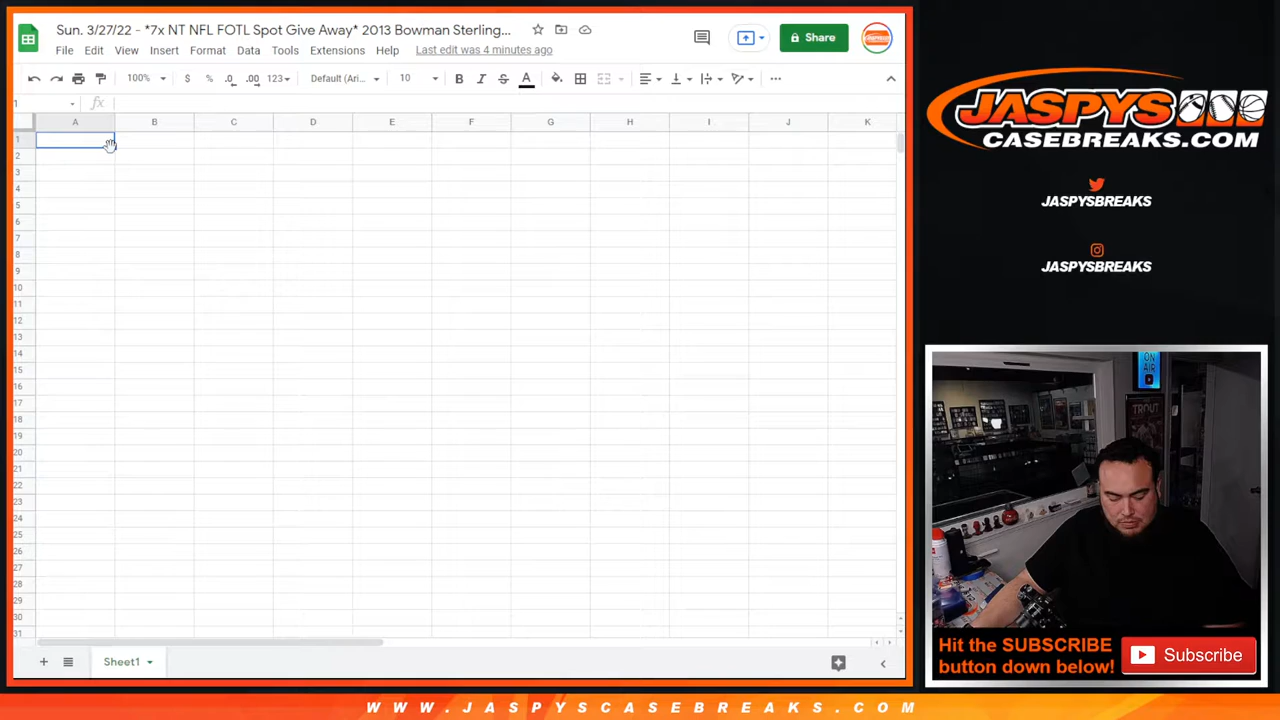 Sun. 3/27/22 - *7x NT NFL FOTL Spot Give Away* 2013 Bowman Sterling...
Share
File Edit View Insert Format Data Tools Extensions Help Last edit was 4 minutes ago
100% $ % .0 .00 123 Default (Ari... 10 B I S A
1 fx
A B C D E F G H I J K
1
2
3
4
5
6
7
8
9
10
11
12
13
14
15
16
17
18
19
20
21
22
23
24
25
26
27
28
29
30
31
Sheet1
JASPYS
CASEBREAKS.COM
JASPYSBREAKS
JASPYSBREAKS
ON
AIR
TROUT
Hit the SUBSCRIBE
button down below!
Subscribe
WWW.JASPYSCASEBREAKS.COM